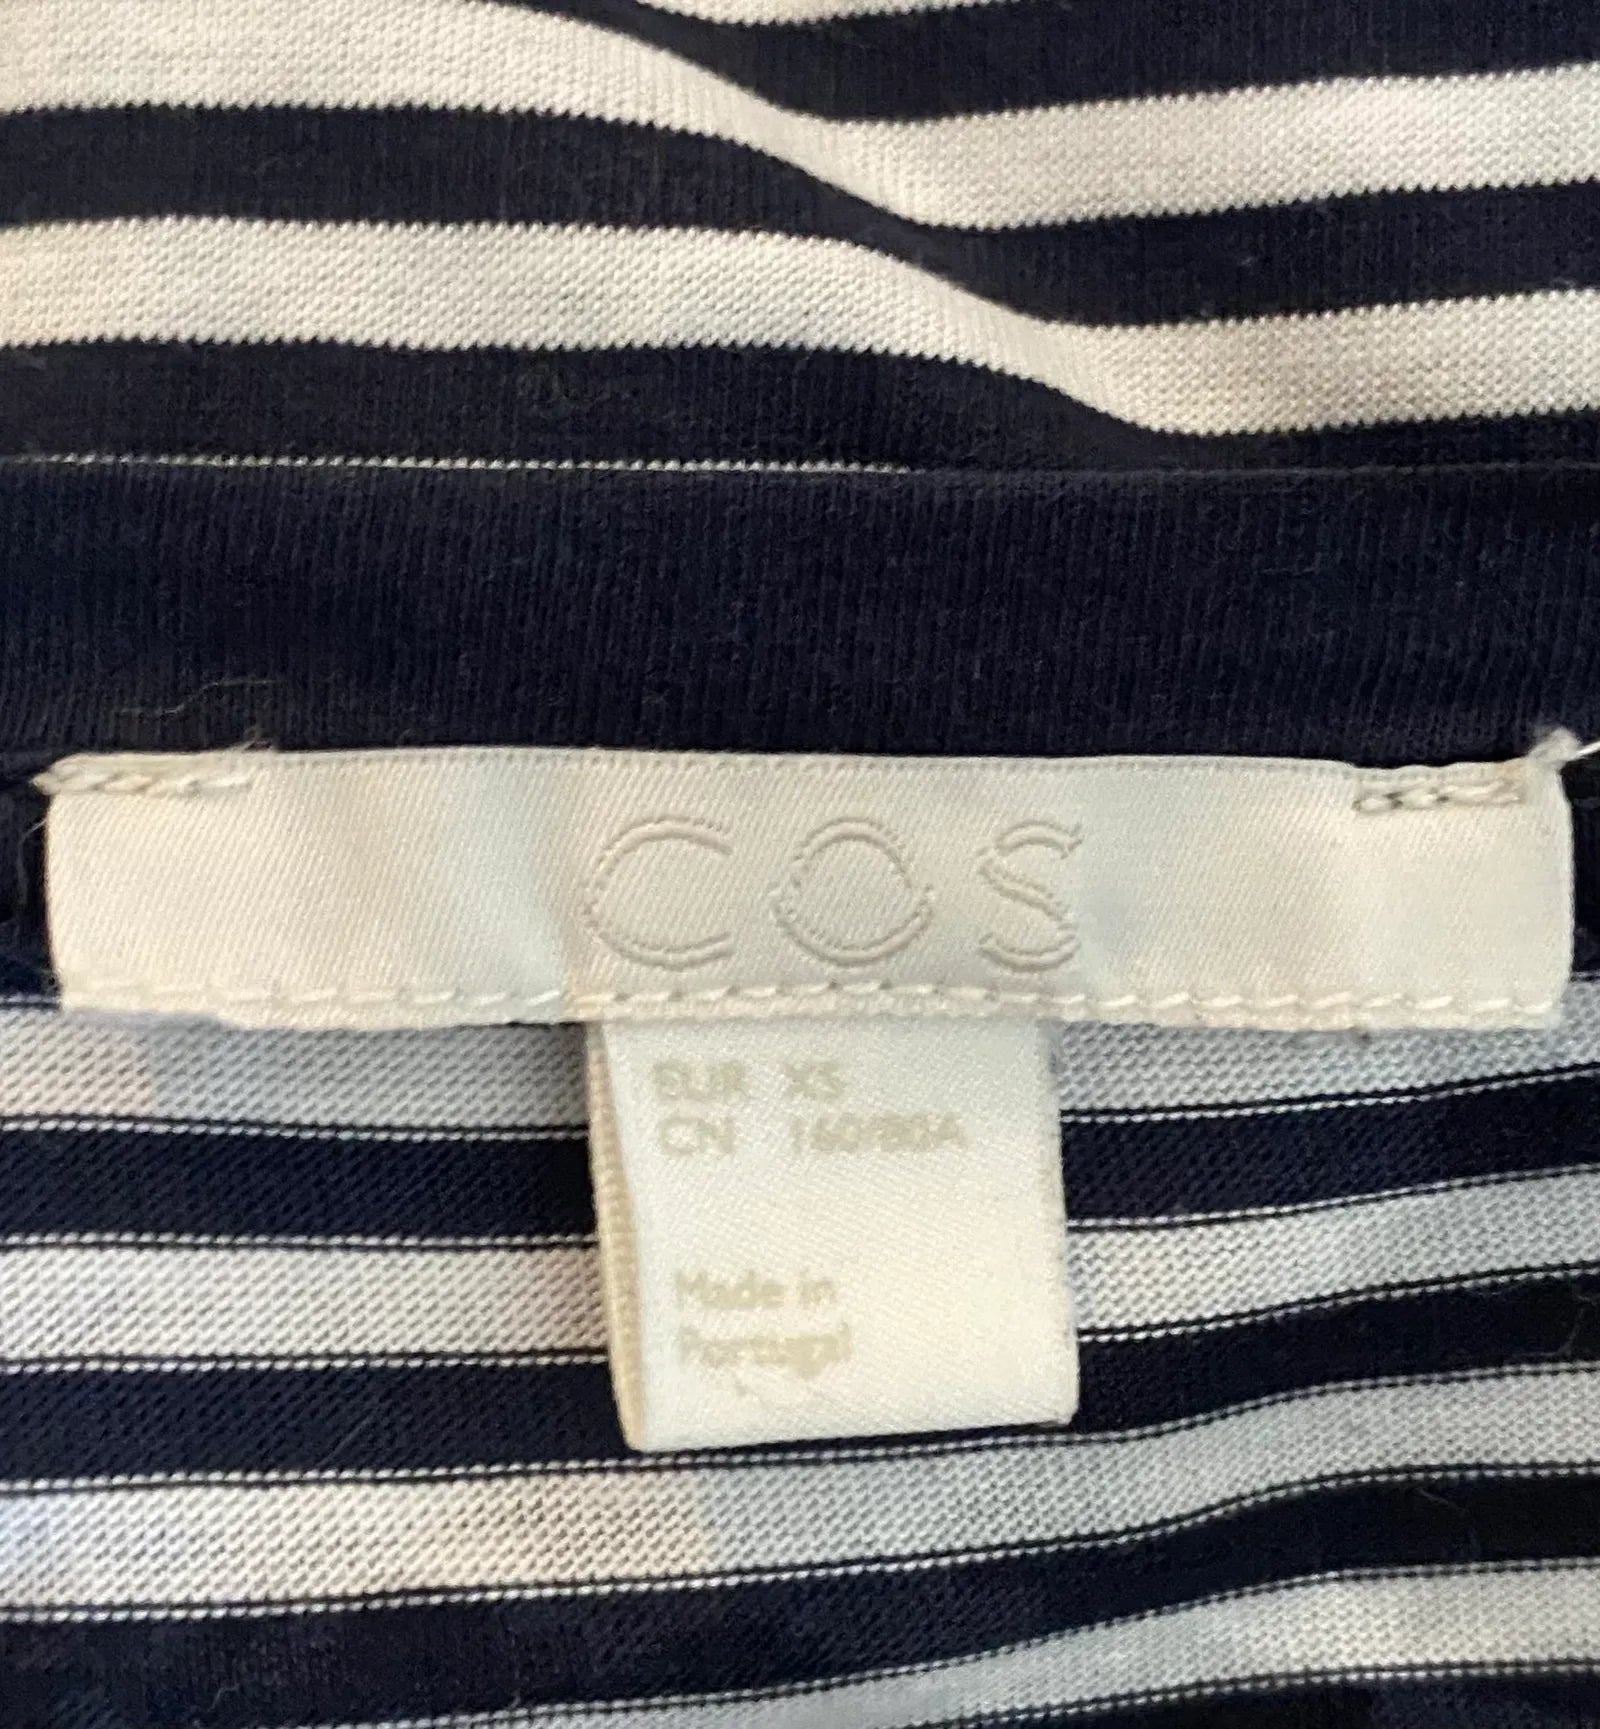 COS
EUR XS
CN 160/80A
Made in
Portugal